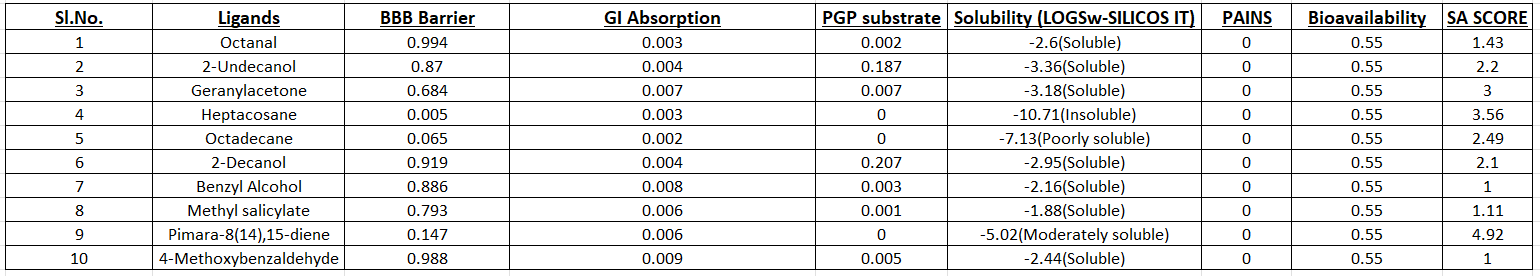 Sl.No. Ligands BBB Barrier GI Absorption PGP substrate Solubility (LOGSw-SILICOS IT) PAINS Bioavailability SA SCORE
1 Octanal 0.994 0.003 0.002 -2.6(Soluble) 0 0.55 1.43
2 2-Undecanol 0.87 0.004 0.187 -3.36(Soluble) 0 0.55 2.2
3 Geranylacetone 0.684 0.007 0.007 -3.18(Soluble) 0 0.55 3
4 Heptacosane 0.005 0.003 0 -10.71(Insoluble) 0 0.55 3.56
5 Octadecane 0.065 0.002 0 -7.13(Poorly soluble) 0 0.55 2.49
6 2-Decanol 0.919 0.004 0.207 -2.95(Soluble) 0 0.55 2.1
7 Benzyl Alcohol 0.886 0.008 0.003 -2.16(Soluble) 0 0.55 1
8 Methyl salicylate 0.793 0.006 0.001 -1.88(Soluble) 0 0.55 1.11
9 Pimara-8(14),15-diene 0.147 0.006 0 -5.02(Moderately soluble) 0 0.55 4.92
10 4-Methoxybenzaldehyde 0.988 0.009 0.005 -2.44(Soluble) 0 0.55 1